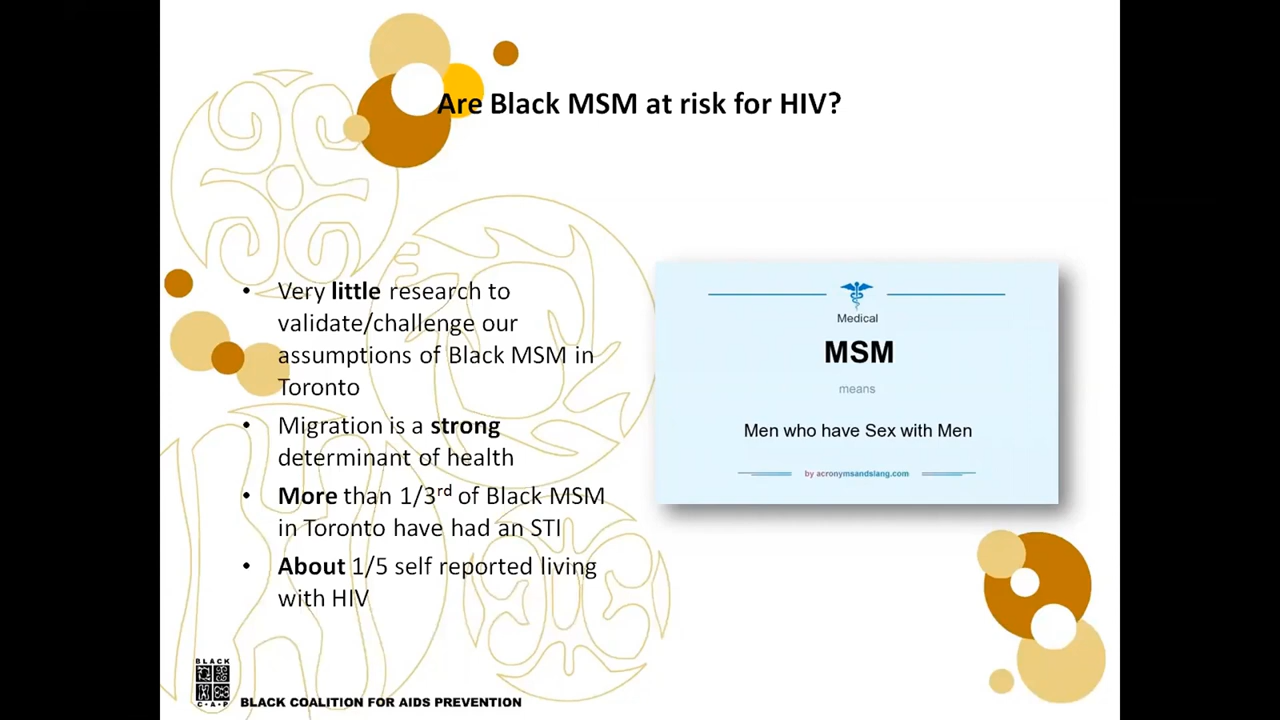 Are Black MSM at risk for HIV?
• Very little research to
validate/challenge our
assumptions of Black MSM in
Toronto
• Migration is a strong
determinant of health
• More than 1/3rd of Black MSM
in Toronto have had an STI
• About 1/5 self reported living
with HIV
Medical
MSM
means
Men who have Sex with Men
by acronymsandslang.com
BLACK
C•A•P
BLACK COALITION FOR AIDS PREVENTION